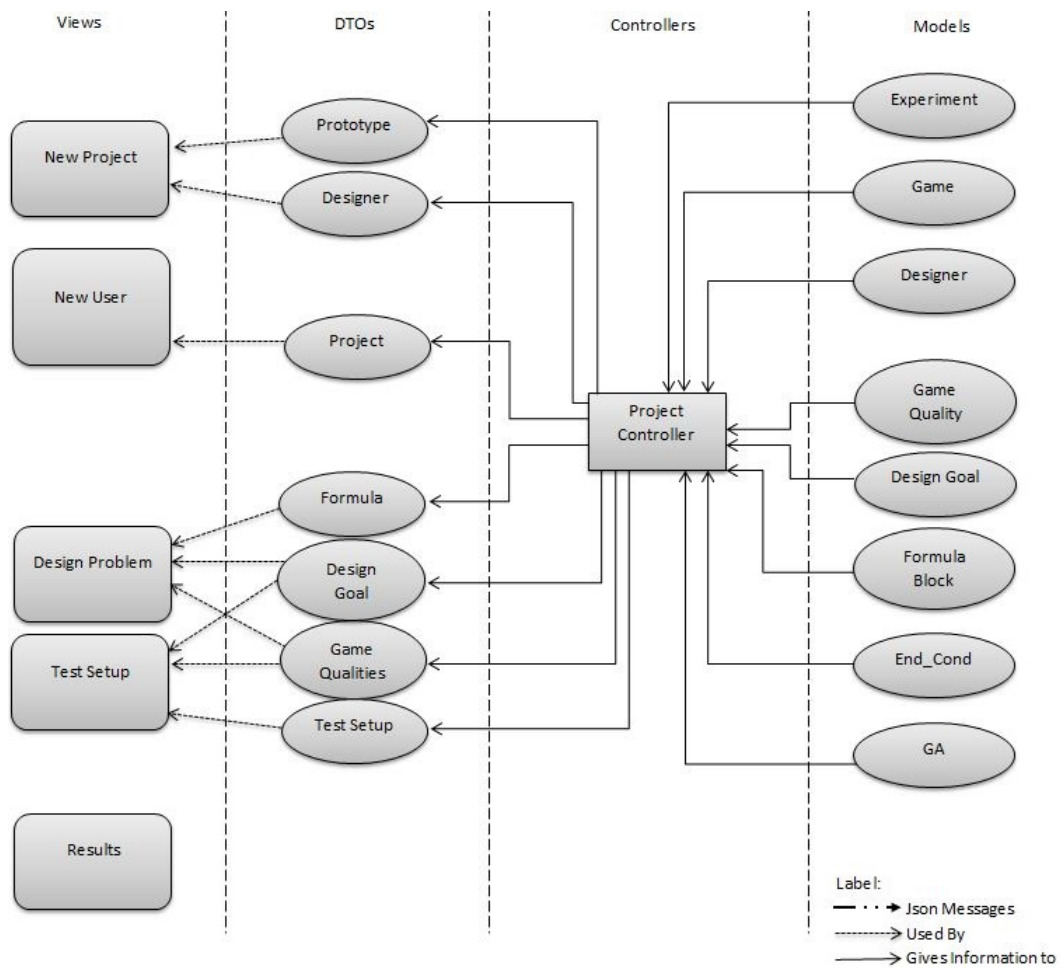 Views
DTOs
Controllers
Models
New Project
New User
Design Problem
Test Setup
Results
Prototype
Designer
Project
Formula
Design
Goal
Game
Qualities
Test Setup
Project
Controller
Experiment
Game
Designer
Game
Quality
Design Goal
Formula
Block
End_Cond
GA
Label:
Json Messages
Used By
Gives Information to